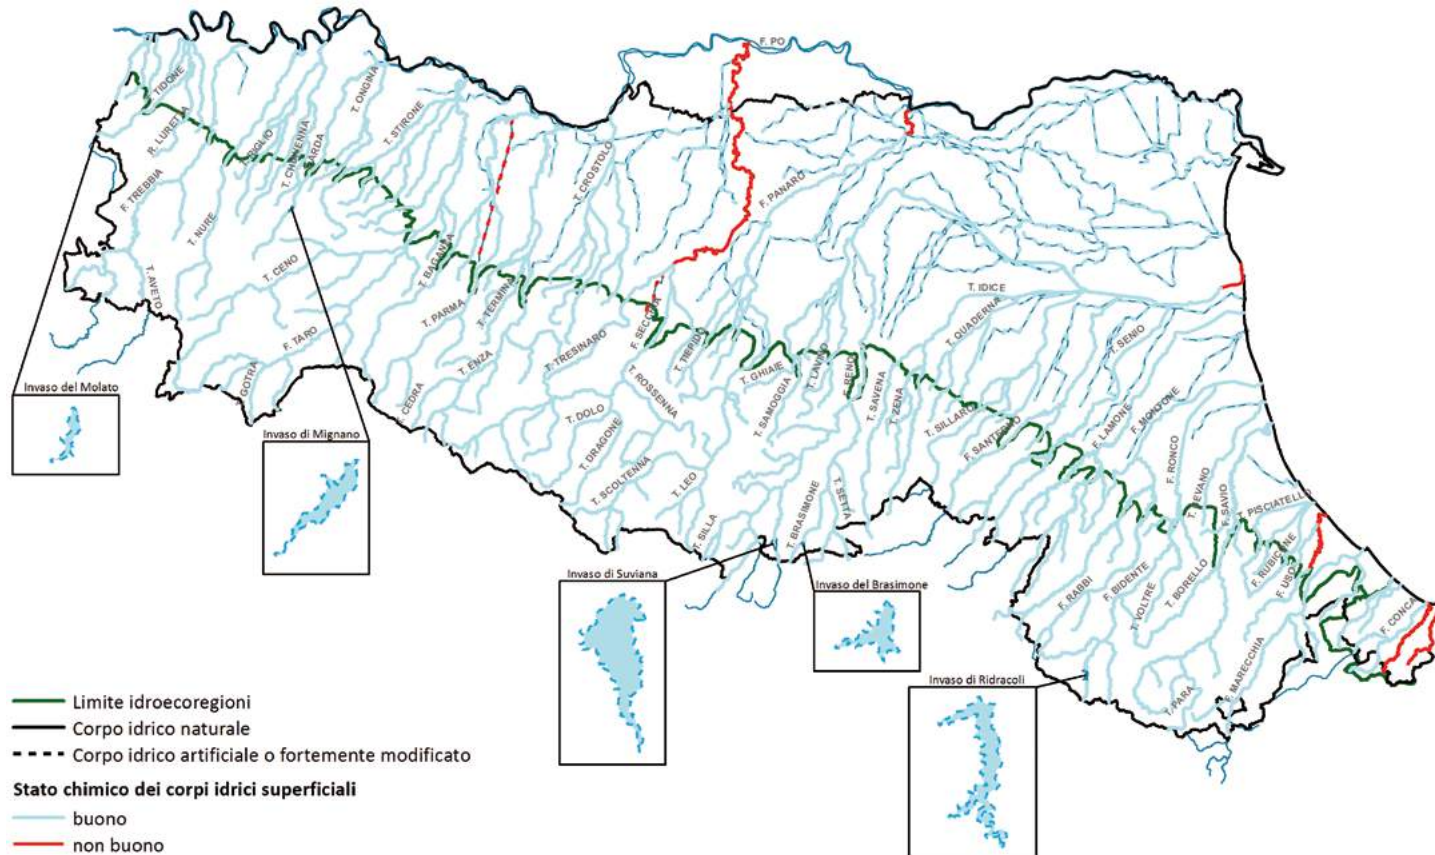 F. PO
TIDONE
T. ONGINA
R. LURETTA
T. STIRONE
T. CHIAVENNA
ARDA
T. CROSTOLO
F. TREBBIA
F. PANARO
T. NURE
T. BAGANZA
T. CENO
T. AVETO
T. IDICE
T. PARMA
T. TERMINA
T. QUADERNA
F. TARO
T. ENZA
T. TRESINARO
F. SECCHIA
T. TIEPIDO
T. SENIO
GOTRA
T. ROSSENNA
T. GHIAIE
T. LAVINO
RENO
CEDRA
T. SAMOGGIA
T. SAVENA
T. ZENA
Invaso del Molato
T. DOLO
T. SILLARO
F. LAMONE
F. MONTONE
Invaso di Mignano
T. DRAGONE
F. SANTERNO
F. RONCO
T. SCOLTENNA
T. LEO
T. BEVANO
F. SAVIO
T. PISCIATELLO
T. SILLA
T. BRASIMONE
T. SETTA
F. RUBICONE
F. USO
Invaso di Suviana
Invaso del Brasimone
F. RABBI
F. BIDENTE
T. VOLTRE
T. BORELLO
F. CONCA
Invaso di Ridracoli
T. PARA
F. MARECCHIA
Limite idroecoregioni
Corpo idrico naturale
Corpo idrico artificiale o fortemente modificato
Stato chimico dei corpi idrici superficiali
buono
non buono